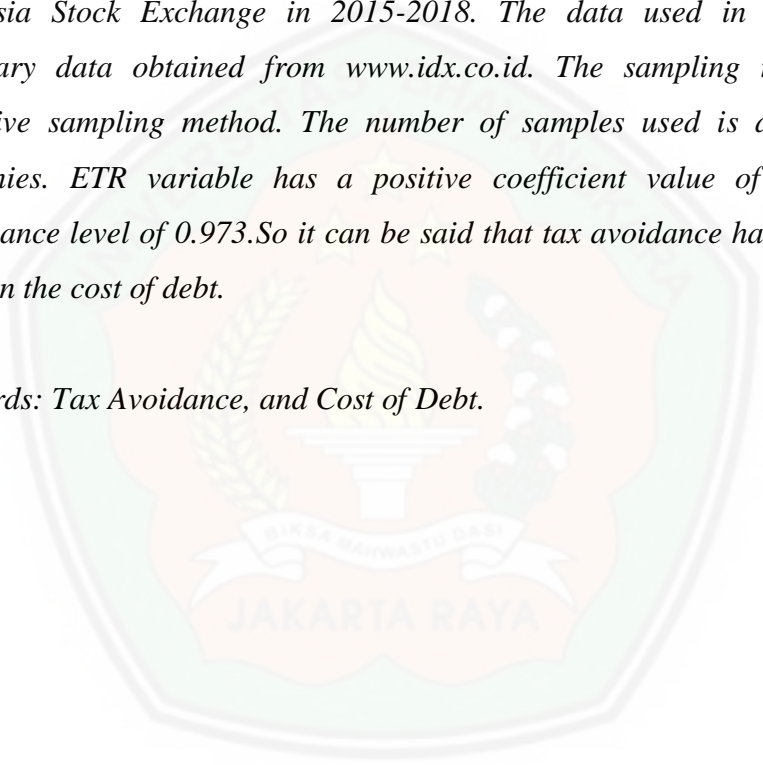 sia Stock Exchange in 2015-2018. The data used in
ary data obtained from www.idx.co.id. The sampling
ive sampling method. The number of samples used is
nies. ETR variable has a positive coefficient value of
ance level of 0.973.So it can be said that tax avoidance ha
n the cost of debt.
rds: Tax Avoidance, and Cost of Debt.
BIKSA MAHWASTU DASI
JAKARTA RAYA